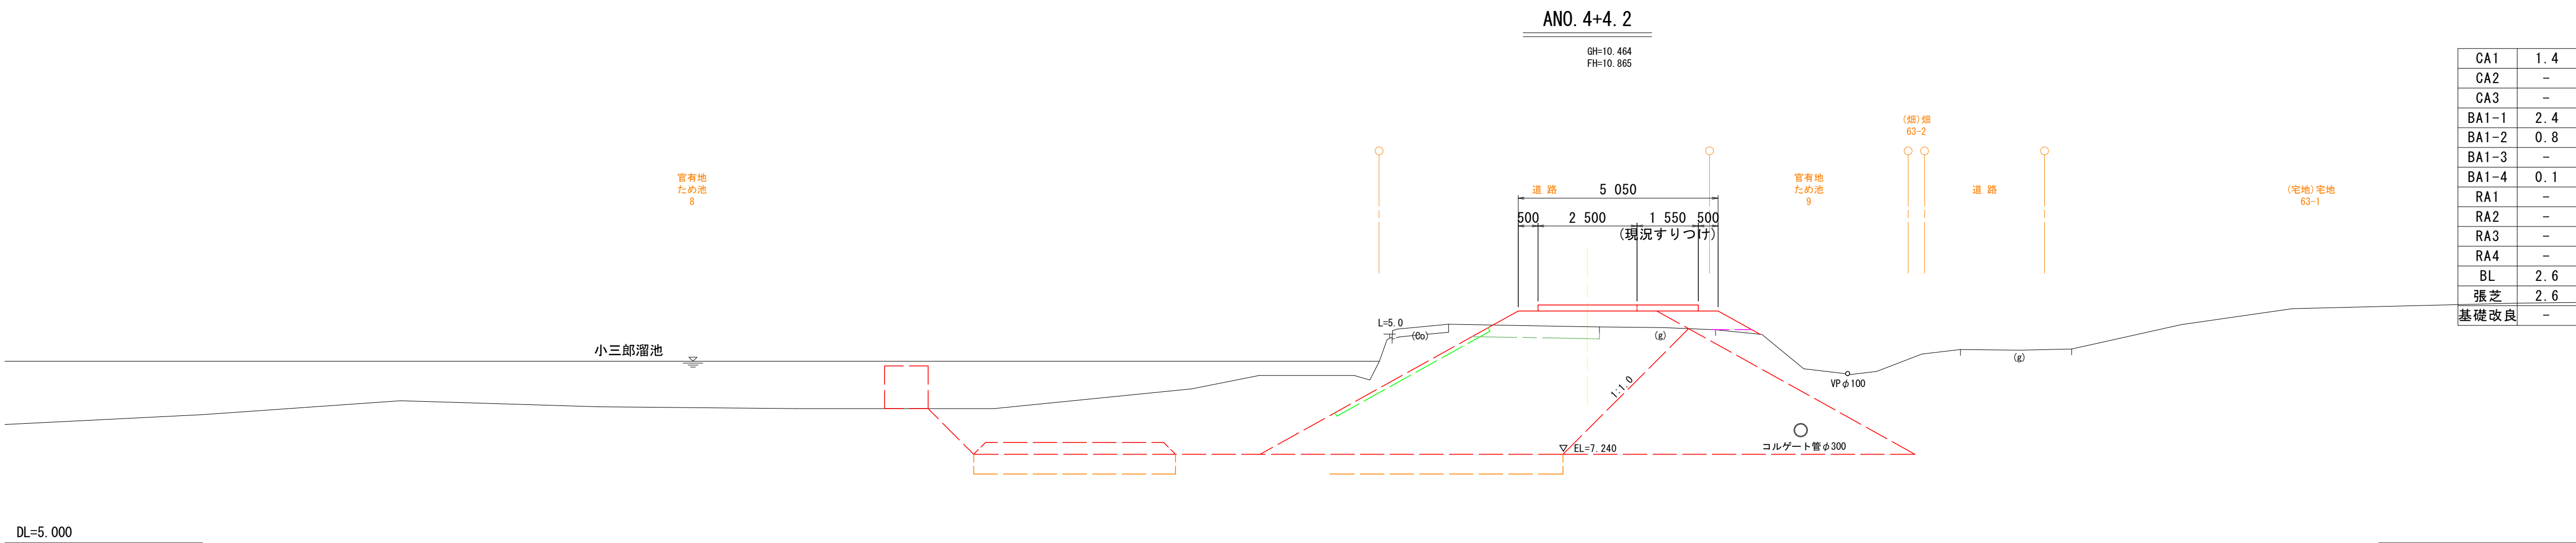 ANO.4+4.2
GH=10.464
FH=10.865
CA1 1.4
CA2 -
CA3 -
BA1-1 2.4
BA1-2 0.8
BA1-3 -
BA1-4 0.1
RA1 -
RA2 -
RA3 -
RA4 -
BL 2.6
張芝 2.6
基礎改良 -
(畑)畑
63-2
官有地
ため池
8
道 路
5 050
官有地
ため池
9
道 路
(宅地)宅地
63-1
500 2 500 1 550 500
(現況すりつけ)
L=5.0
(Co)
(g)
小三郎溜池
(g)
VPφ100
1:1.0
EL=7.240
コルゲート管φ300
DL=5.000